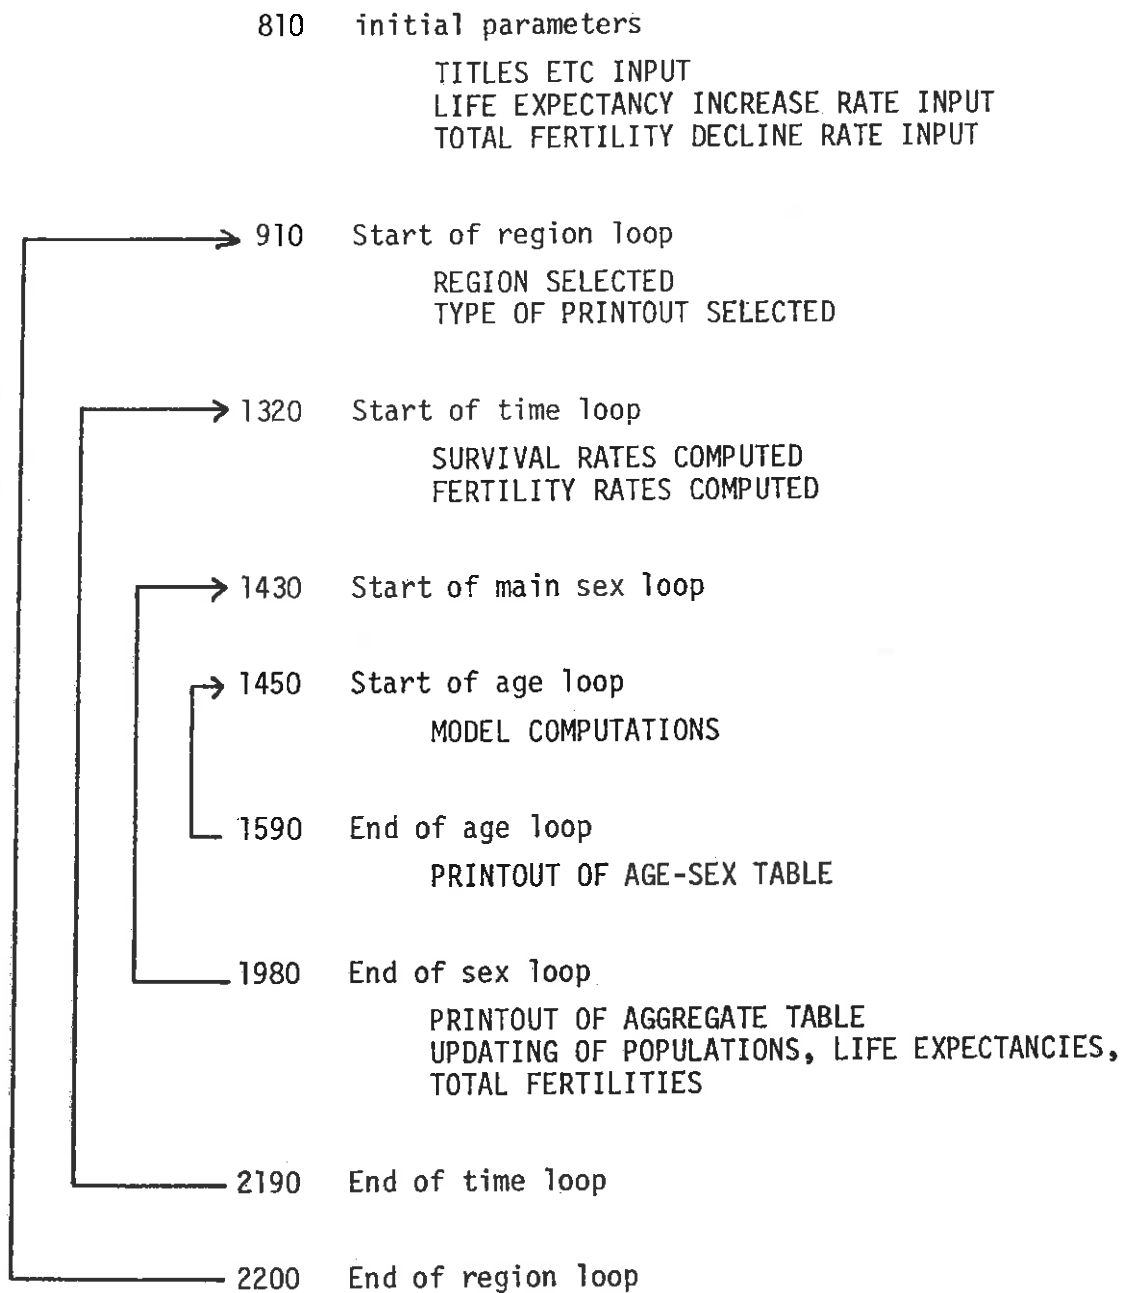 810 initial parameters
TITLES ETC INPUT
LIFE EXPECTANCY INCREASE RATE INPUT
TOTAL FERTILITY DECLINE RATE INPUT
910 Start of region loop
REGION SELECTED
TYPE OF PRINTOUT SELECTED
1320 Start of time loop
SURVIVAL RATES COMPUTED
FERTILITY RATES COMPUTED
1430 Start of main sex loop
1450 Start of age loop
MODEL COMPUTATIONS
1590 End of age loop
PRINTOUT OF AGE-SEX TABLE
1980 End of sex loop
PRINTOUT OF AGGREGATE TABLE
UPDATING OF POPULATIONS, LIFE EXPECTANCIES,
TOTAL FERTILITIES
2190 End of time loop
2200 End of region loop